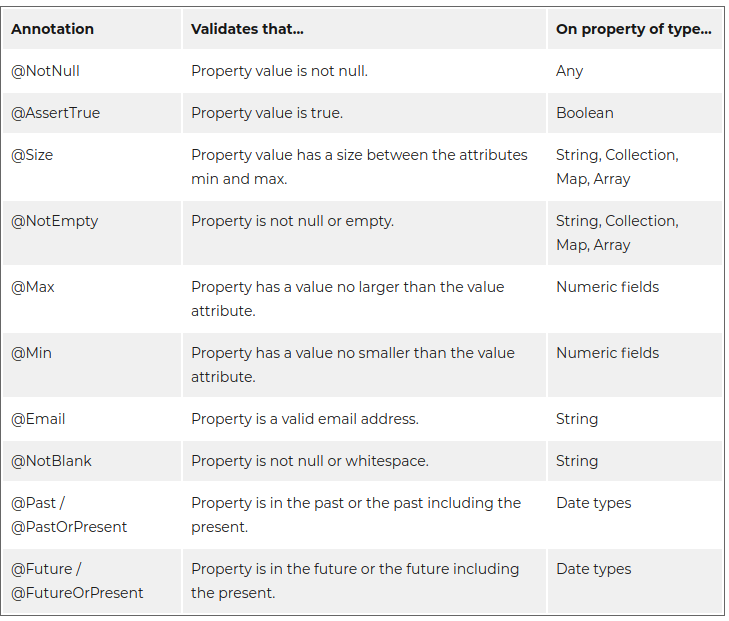 Annotation Validates that... On property of type...
@NotNull Property value is not null. Any
@AssertTrue Property value is true. Boolean
@Size Property value has a size between the attributes String, Collection,
min and max. Map, Array
@NotEmpty Property is not null or empty. String, Collection,
Map, Array
@Max Property has a value no larger than the value Numeric fields
attribute.
@Min Property has a value no smaller than the value Numeric fields
attribute.
@Email Property is a valid email address. String
@NotBlank Property is not null or whitespace. String
@Past / Property is in the past or the past including the Date types
@PastOrPresent present.
@Future / Property is in the future or the future including Date types
@FutureOrPresent the present.